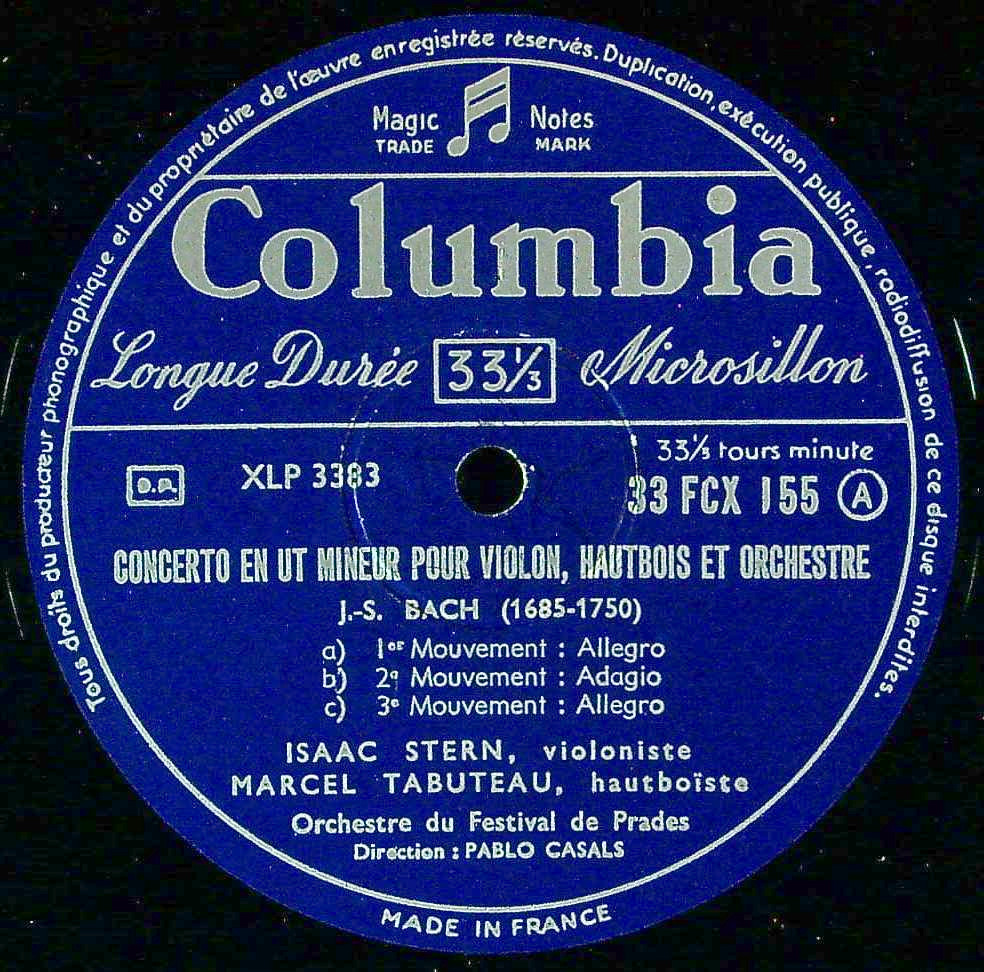 Tous droits du producteur phonographique et du propriétaire de l'œuvre enregistrée réservés. Duplication, exécution publique, radiodiffusion de ce disque interdites.
Magic Notes
TRADE MARK
Columbia
Longue Durée 33⅓ Microsillon
33⅓ tours minute
B.P. XLP 3383 33 FCX 155 A
CONCERTO EN UT MINEUR POUR VIOLON, HAUTBOIS ET ORCHESTRE
J.-S. BACH (1685-1750)
a) 1er Mouvement : Allegro
b) 2e Mouvement : Adagio
c) 3e Mouvement : Allegro
ISAAC STERN, violoniste
MARCEL TABUTEAU, hautboïste
Orchestre du Festival de Prades
Direction : PABLO CASALS
MADE IN FRANCE